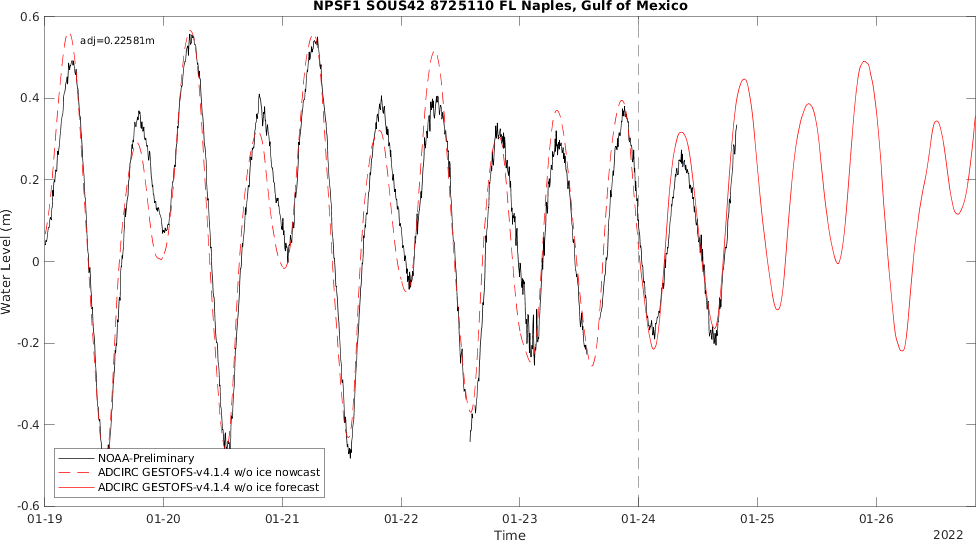 NPSF1 SOUS42 8725110 FL Naples, Gulf of Mexico
0.6
adj=0.22581m
0.4
0.2
0
-0.2
-0.4
-0.6
Water Level (m)
NOAA-Preliminary
ADCIRC GESTOFS-v4.1.4 w/o ice nowcast
ADCIRC GESTOFS-v4.1.4 w/o ice forecast
01-19 01-20 01-21 01-22 01-23 01-24 01-25 01-26
Time
2022